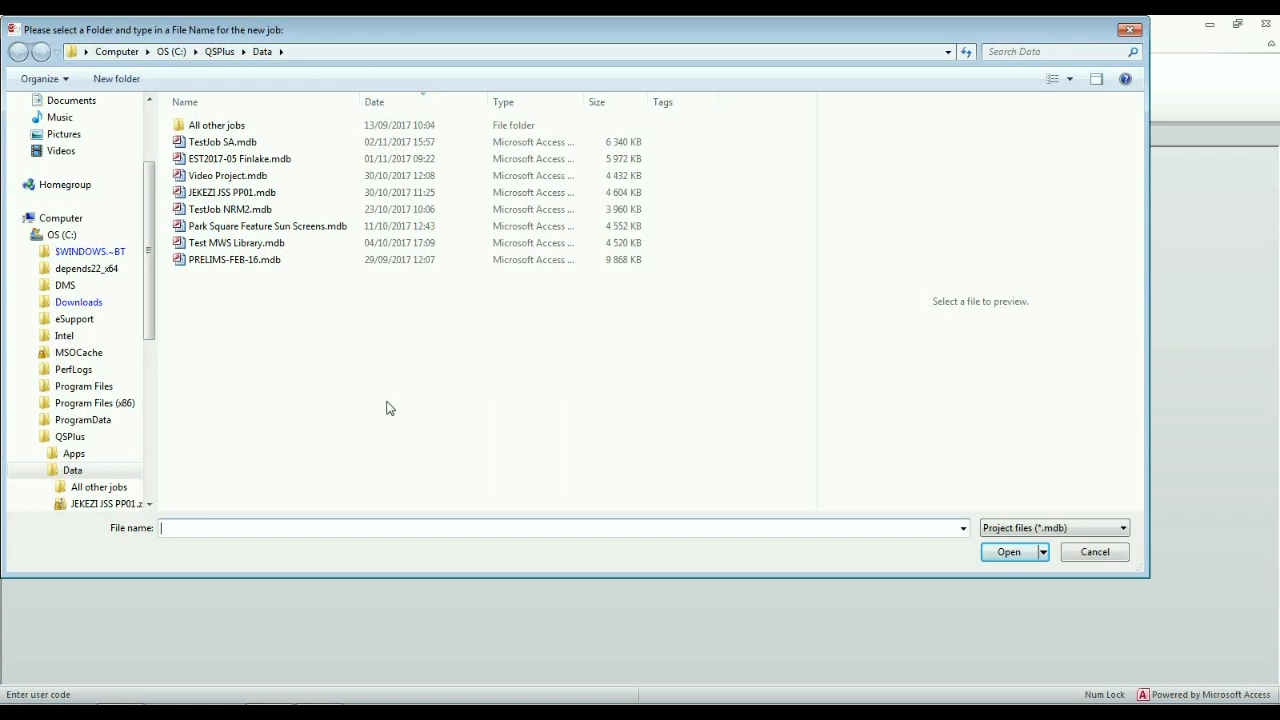 Please select a Folder and type in a File Name for the new job:
Computer OS (C:) QSPlus Data Search Data
Organize New folder
Documents
Music
Pictures
Videos
Homegroup
Computer
OS (C:)
$WINDOWS.~BT
depends22_x64
DMS
Downloads
eSupport
Intel
MSOCache
PerfLogs
Program Files
Program Files (x86)
ProgramData
QSPlus
Apps
Data
All other jobs
JEKEZI JSS PP01.z
Name Date Type Size Tags
All other jobs 13/09/2017 10:04 File folder
TestJob SA.mdb 02/11/2017 15:57 Microsoft Access ... 6 340 KB
EST2017-05 Finlake.mdb 01/11/2017 09:22 Microsoft Access ... 5 972 KB
Video Project.mdb 30/10/2017 12:08 Microsoft Access ... 4 432 KB
JEKEZI JSS PP01.mdb 30/10/2017 11:25 Microsoft Access ... 4 604 KB
TestJob NRM2.mdb 23/10/2017 10:06 Microsoft Access ... 3 960 KB
Park Square Feature Sun Screens.mdb 11/10/2017 12:43 Microsoft Access ... 4 552 KB
Test MWS Library.mdb 04/10/2017 17:09 Microsoft Access ... 4 520 KB
PRELIMS-FEB-16.mdb 29/09/2017 12:07 Microsoft Access ... 9 868 KB
Select a file to preview.
File name: Project files (*.mdb)
Open Cancel
Enter user code Num Lock Powered by Microsoft Access